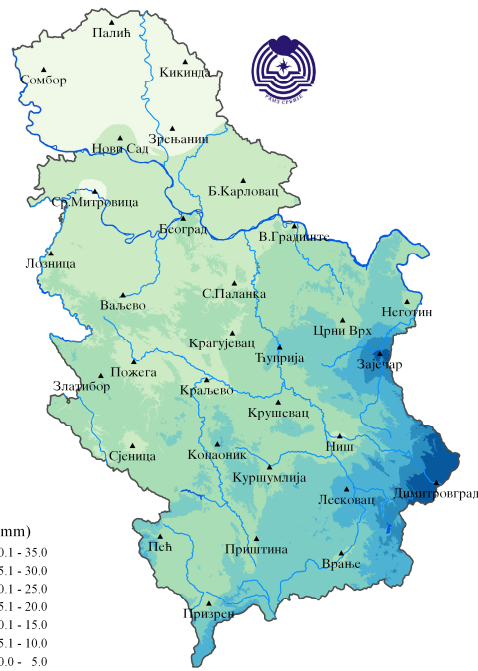 Палић
Сомбор
Кикинда
РХМЗ СРБИЈЕ
Зрењанин
Нови Сад
Б.Карловац
Ср.Митровица
Београд
В.Градиште
Лозница
С.Паланка
Ваљево
Неготин
Црни Врх
Крагујевац
Ћуприја
Зајечар
Пожега
Златибор
Краљево
Крушевац
Ниш
Сјеница
Копаоник
Куршумлија
Лесковац
Димитровград
Пећ
Приштина
Врање
Призрен
mm)
0.1 - 35.0
5.1 - 30.0
0.1 - 25.0
5.1 - 20.0
0.1 - 15.0
5.1 - 10.0
0.0 - 5.0